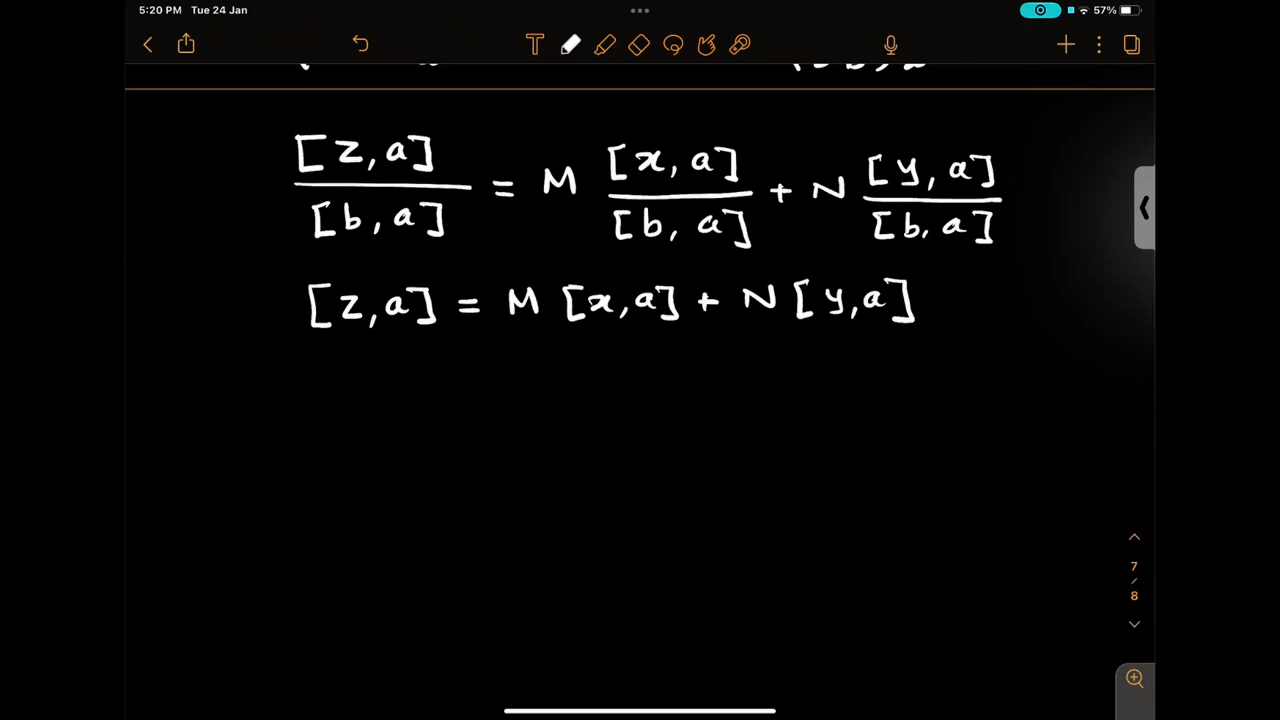 5:20 PM Tue 24 Jan 57%
[z,a]/[b,a] = M [x,a]/[b,a] + N [y,a]/[b,a]
[z,a] = M [x,a] + N [y,a]
7
/
8